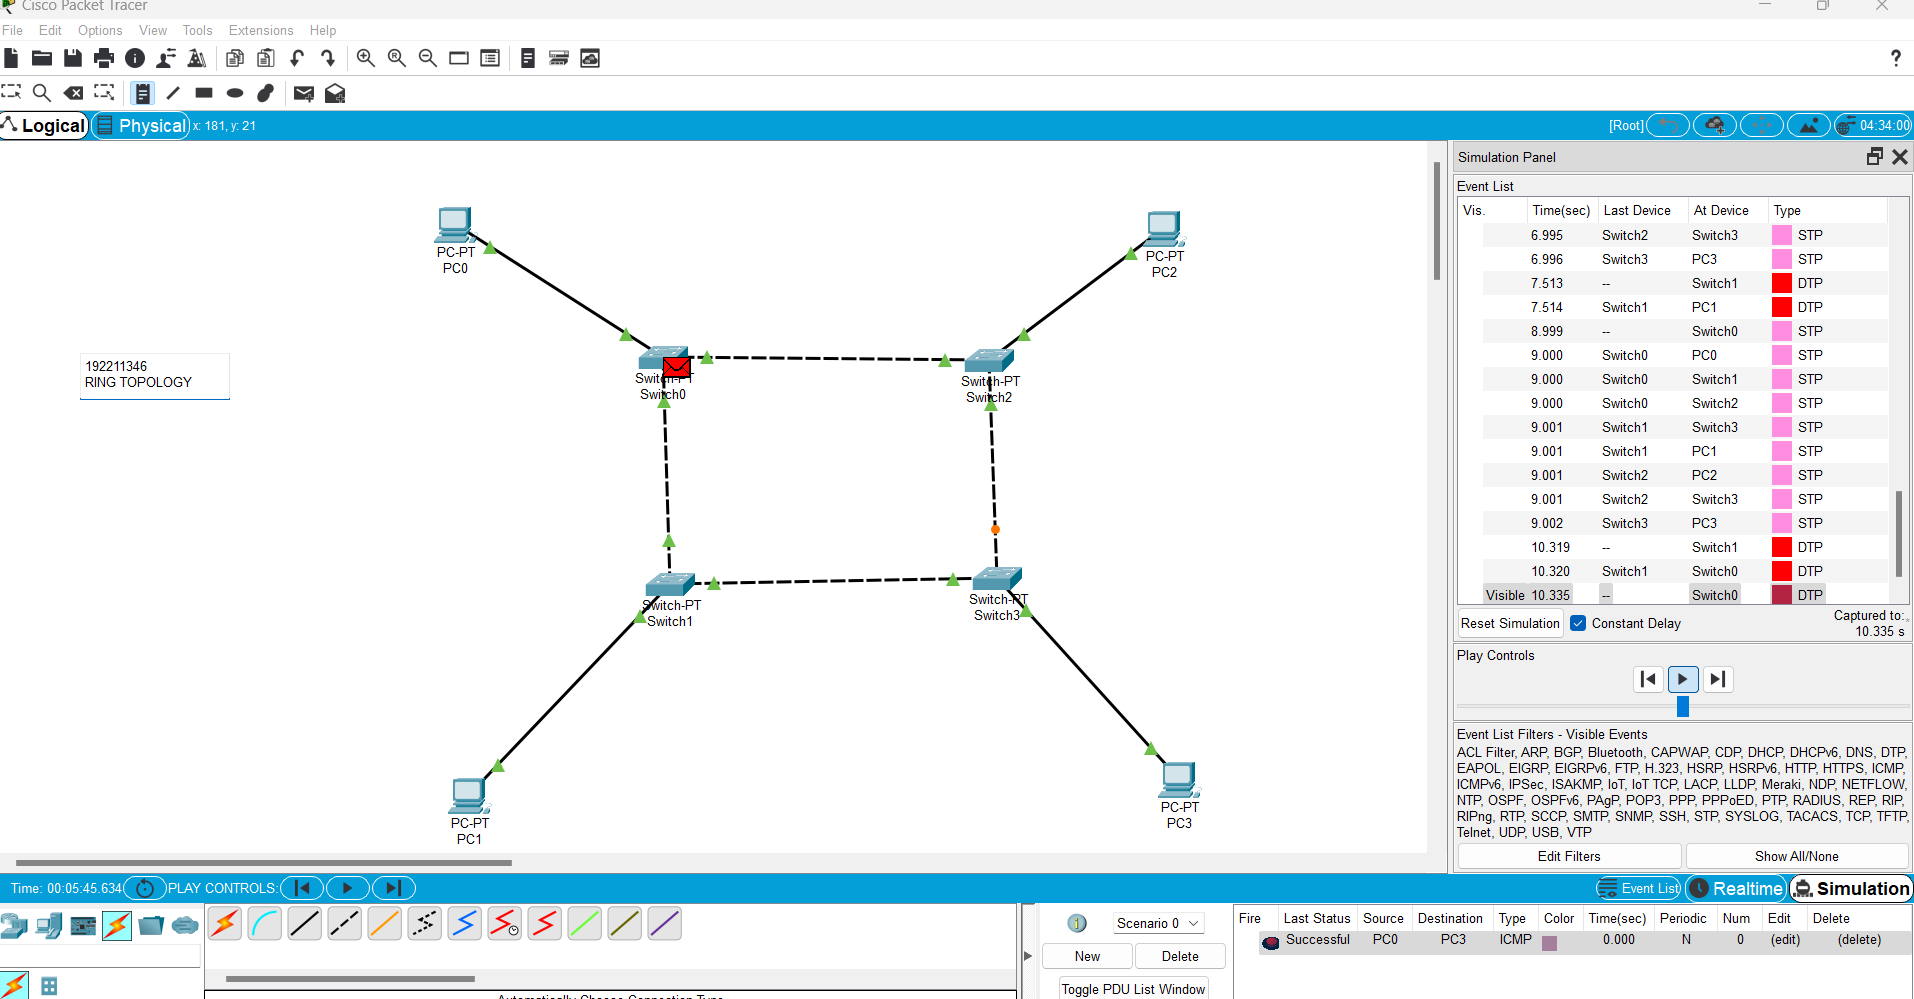 Cisco Packet Tracer
File Edit Options View Tools Extensions Help
Logical Physical x: 181, y: 21 [Root] 04:34:00
PC-PT
PC0
PC-PT
PC2
192211346
RING TOPOLOGY
Switch-PT
Switch0
Switch-PT
Switch2
Switch-PT
Switch1
Switch-PT
Switch3
PC-PT
PC1
PC-PT
PC3
Simulation Panel
Event List
Vis. Time(sec) Last Device At Device Type
6.995 Switch2 Switch3 STP
6.996 Switch3 PC3 STP
7.513 -- Switch1 DTP
7.514 Switch1 PC1 DTP
8.999 -- Switch0 STP
9.000 Switch0 PC0 STP
9.000 Switch0 Switch1 STP
9.000 Switch0 Switch2 STP
9.001 Switch1 Switch3 STP
9.001 Switch1 PC1 STP
9.001 Switch2 PC2 STP
9.001 Switch2 Switch3 STP
9.002 Switch3 PC3 STP
10.319 -- Switch1 DTP
10.320 Switch1 Switch0 DTP
Visible 10.335 -- Switch0 DTP
Reset Simulation Constant Delay Captured to:
10.335 s
Play Controls
Event List Filters - Visible Events
ACL Filter, ARP, BGP, Bluetooth, CAPWAP, CDP, DHCP, DHCPv6, DNS, DTP,
EAPOL, EIGRP, EIGRPv6, FTP, H.323, HSRP, HSRPv6, HTTP, HTTPS, ICMP,
ICMPv6, IPSec, ISAKMP, IoT, IoT TCP, LACP, LLDP, Meraki, NDP, NETFLOW,
NTP, OSPF, OSPFv6, PAgP, POP3, PPP, PPPoED, PTP, RADIUS, REP, RIP,
RIPng, RTP, SCCP, SMTP, SNMP, SSH, STP, SYSLOG, TACACS, TCP, TFTP,
Telnet, UDP, USB, VTP
Edit Filters Show All/None
Time: 00:05:45.634 PLAY CONTROLS: Event List Realtime Simulation
Scenario 0
New Delete
Toggle PDU List Window
Fire Last Status Source Destination Type Color Time(sec) Periodic Num Edit Delete
Successful PC0 PC3 ICMP 0.000 N 0 (edit) (delete)
Automatically Choose Connection Type